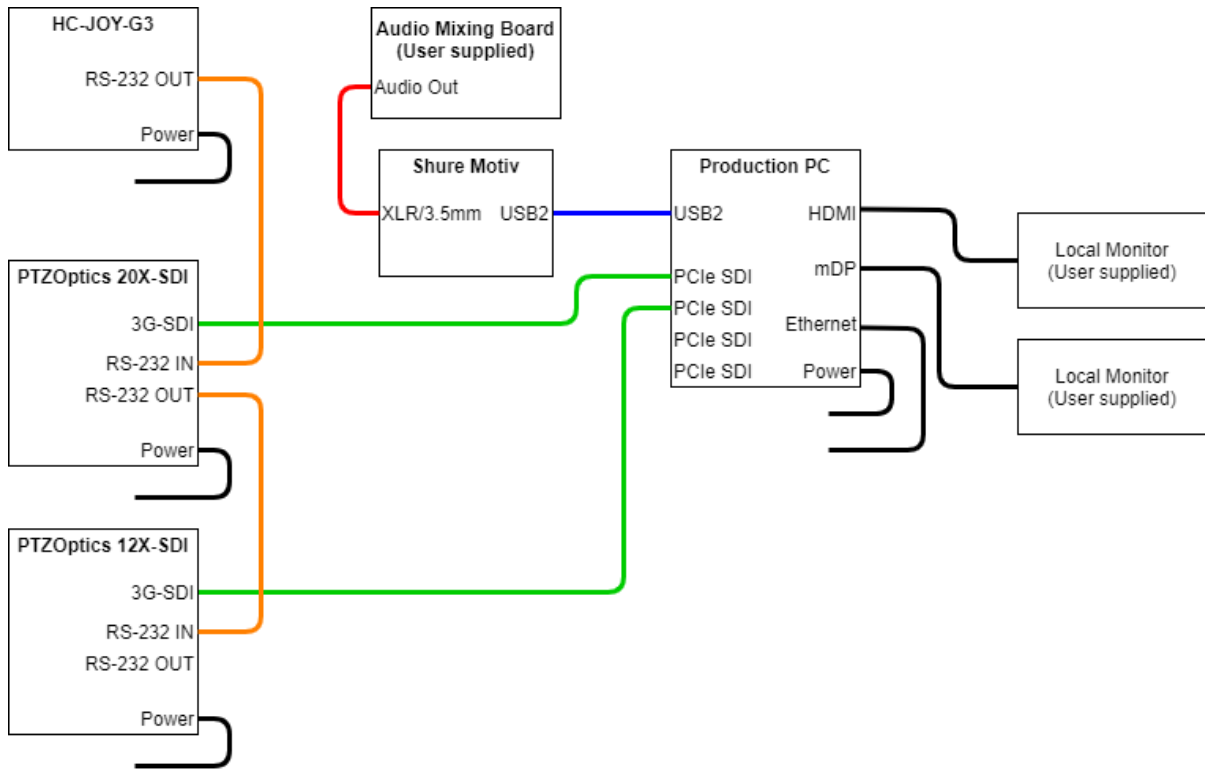 HC-JOY-G3
RS-232 OUT
Power
Audio Mixing Board
(User supplied)
Audio Out
Shure Motiv
XLR/3.5mm USB2
Production PC
USB2 HDMI
mDP
PCIe SDI
PCIe SDI
Ethernet
PCIe SDI
PCIe SDI Power
Local Monitor
(User supplied)
Local Monitor
(User supplied)
PTZOptics 20X-SDI
3G-SDI
RS-232 IN
RS-232 OUT
Power
PTZOptics 12X-SDI
3G-SDI
RS-232 IN
RS-232 OUT
Power